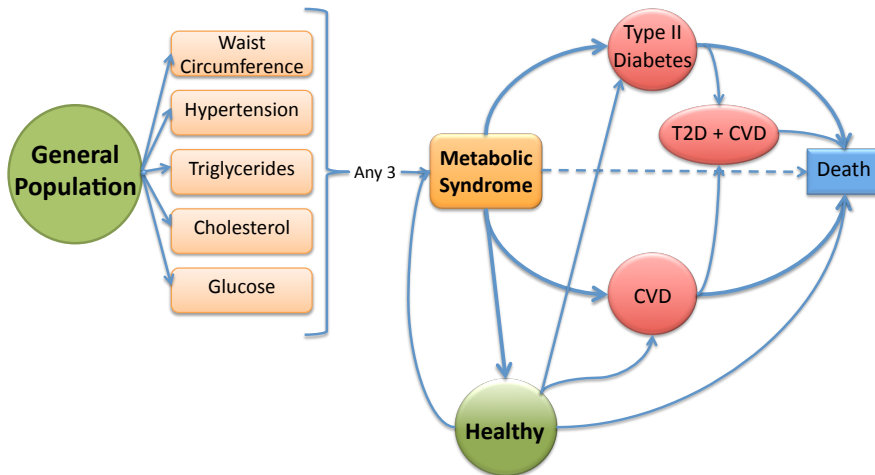 General
Population
Waist
Circumference
Hypertension
Triglycerides
Cholesterol
Glucose
Any 3
Metabolic
Syndrome
Type II
Diabetes
T2D + CVD
Death
CVD
Healthy